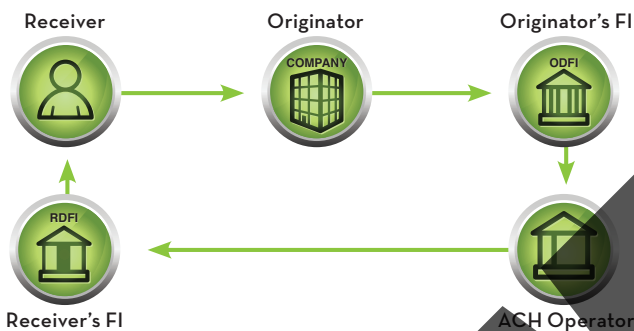 Receiver
Originator
Originator's FI
COMPANY
ODFI
RDFI
Receiver's FI
ACH Operator